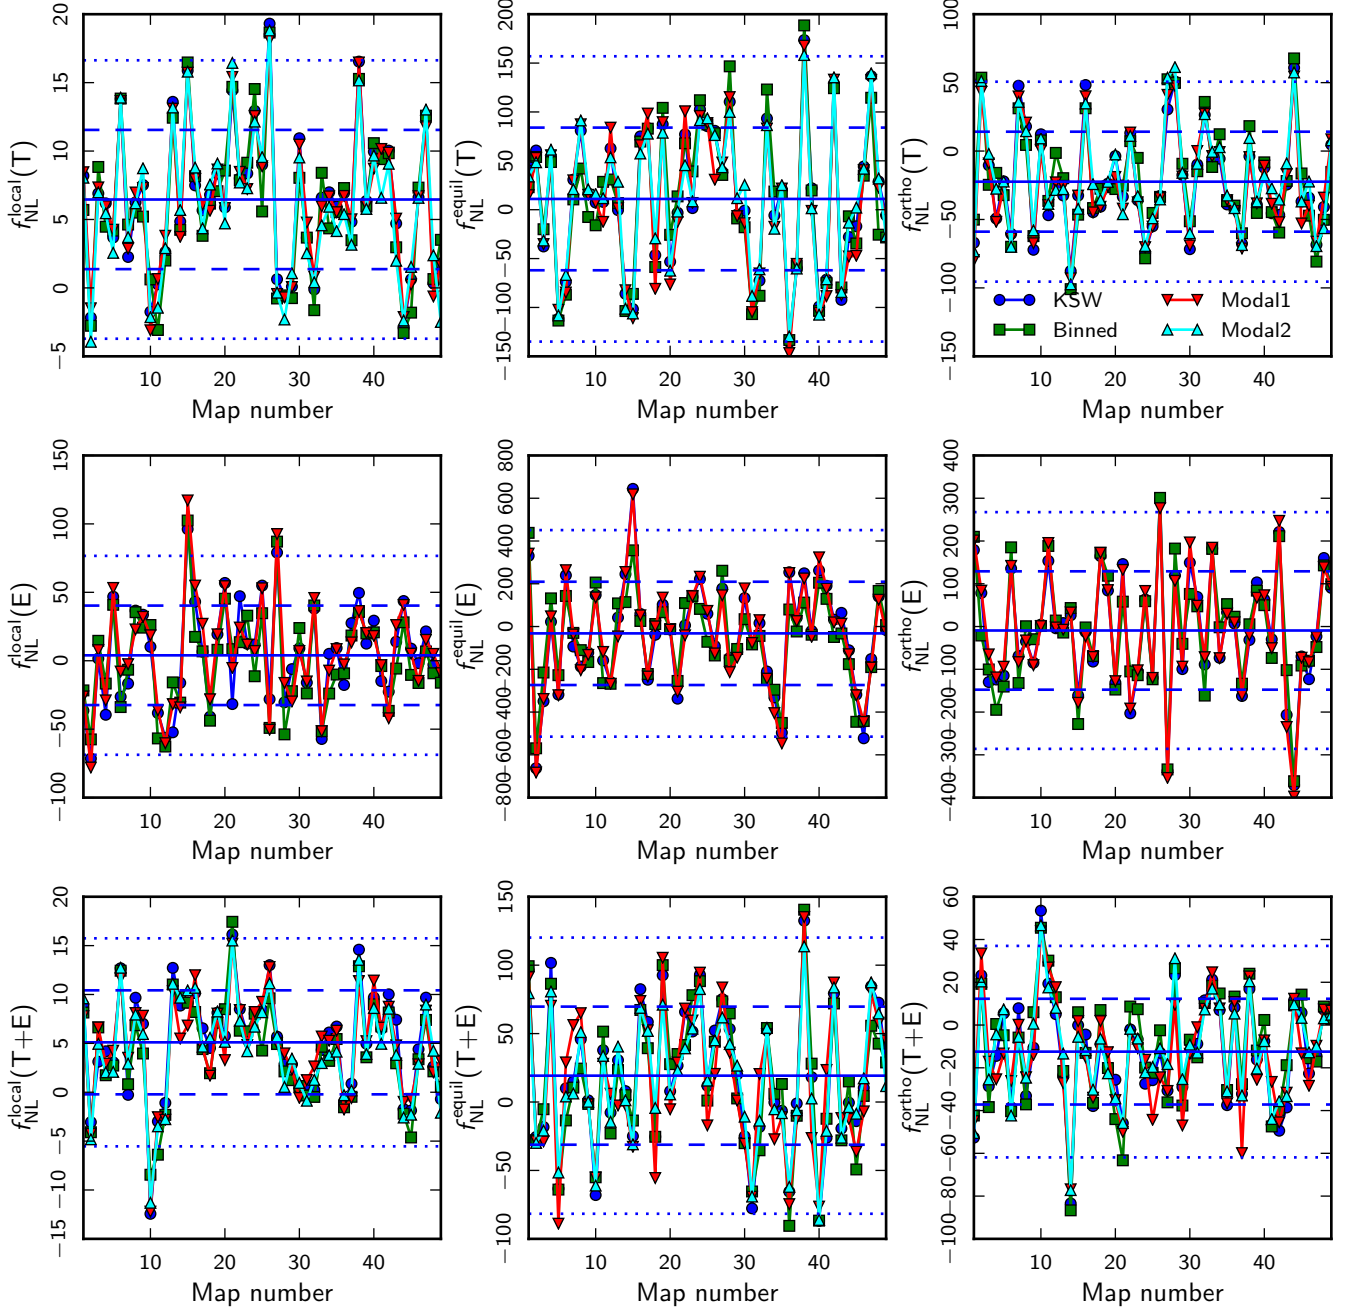 20
15
10
5
0
−5
f_NL^local(T)
10 20 30 40
Map number
200
150
100
50
0
−50
−100
−150
f_NL^equil(T)
10 20 30 40
Map number
100
50
0
−50
−100
−150
f_NL^ortho(T)
KSW Modal1
Binned Modal2
10 20 30 40
Map number
150
100
50
0
−50
−100
f_NL^local(E)
10 20 30 40
Map number
800
600
400
200
0
−200
−400
−600
−800
f_NL^equil(E)
10 20 30 40
Map number
400
300
200
100
0
−100
−200
−300
−400
f_NL^ortho(E)
10 20 30 40
Map number
20
15
10
5
0
−5
−10
−15
f_NL^local(T+E)
10 20 30 40
Map number
150
100
50
0
−50
−100
f_NL^equil(T+E)
10 20 30 40
Map number
60
40
20
0
−20
−40
−60
−80
−100
f_NL^ortho(T+E)
10 20 30 40
Map number